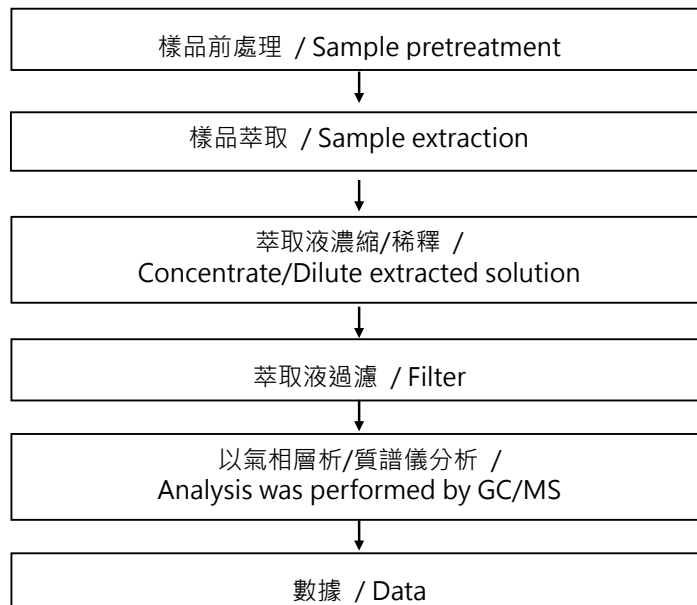 樣品前處理 / Sample pretreatment
樣品萃取 / Sample extraction
萃取液濃縮/稀釋 /
Concentrate/Dilute extracted solution
萃取液過濾 / Filter
以氣相層析/質譜儀分析 /
Analysis was performed by GC/MS
數據 / Data